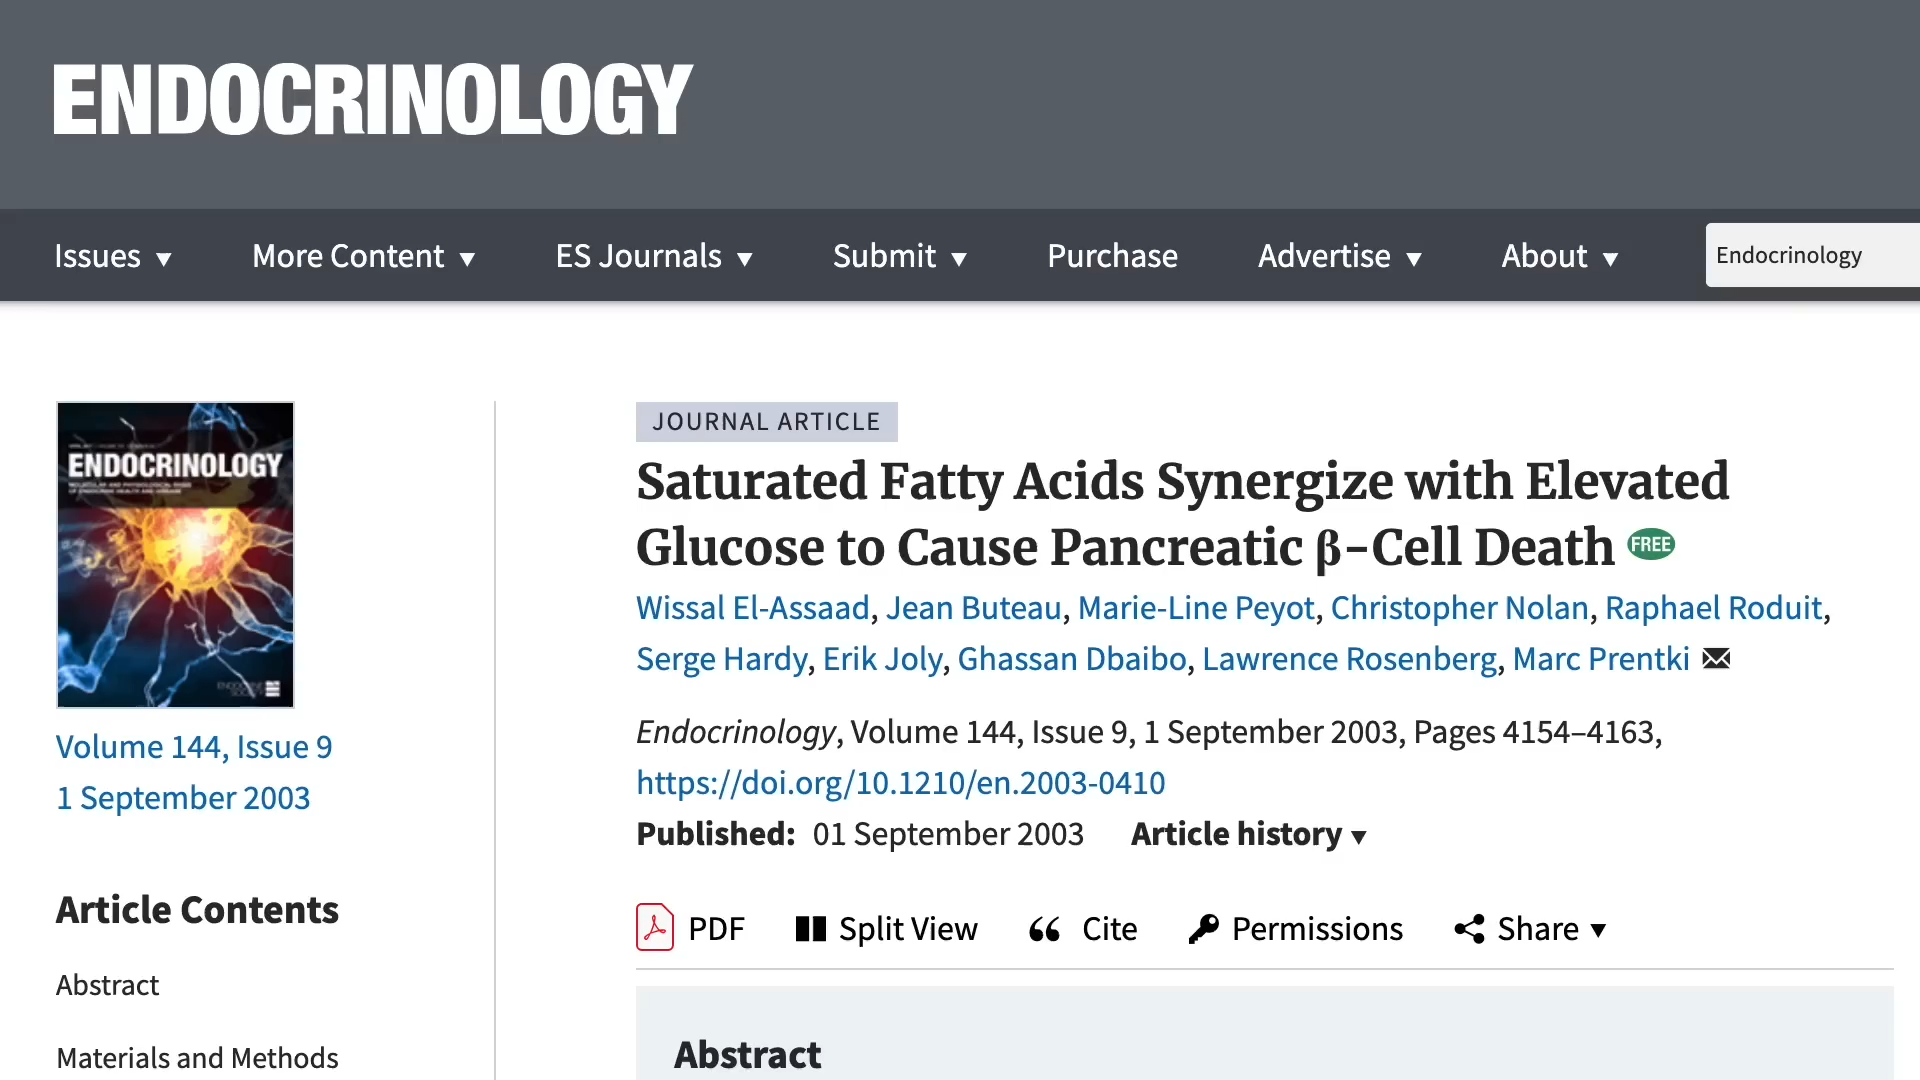 ENDOCRINOLOGY
Issues ▼ More Content ▼ ES Journals ▼ Submit ▼ Purchase Advertise ▼ About ▼ Endocrinology
ENDOCRINOLOGY
Volume 144, Issue 9
1 September 2003
Article Contents
Abstract
Materials and Methods
JOURNAL ARTICLE
Saturated Fatty Acids Synergize with Elevated
Glucose to Cause Pancreatic β-Cell Death FREE
Wissal El-Assaad, Jean Buteau, Marie-Line Peyot, Christopher Nolan, Raphael Roduit,
Serge Hardy, Erik Joly, Ghassan Dbaibo, Lawrence Rosenberg, Marc Prentki
Endocrinology, Volume 144, Issue 9, 1 September 2003, Pages 4154–4163,
https://doi.org/10.1210/en.2003-0410
Published: 01 September 2003 Article history ▼
PDF Split View Cite Permissions Share ▼
Abstract